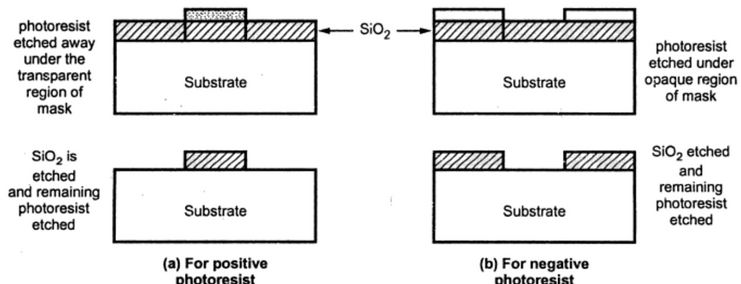 photoresist
etched away
under the
transparent
region of
mask
SiO₂
Substrate
Substrate
photoresist
etched under
opaque region
of mask
SiO₂ is
etched
and remaining
photoresist
etched
Substrate
Substrate
SiO₂ etched
and
remaining
photoresist
etched
(a) For positive
photoresist
(b) For negative
photoresist